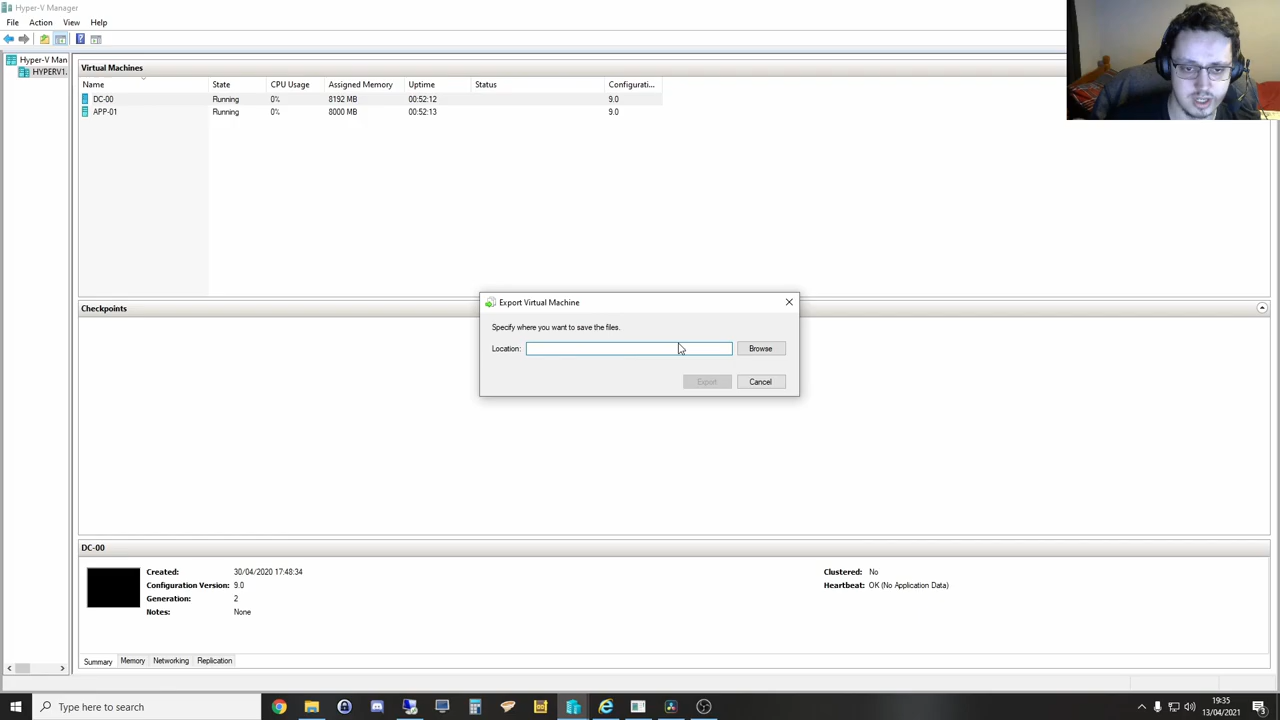 Hyper-V Manager
File Action View Help
Hyper-V Man
HYPERV1.
Virtual Machines
Name State CPU Usage Assigned Memory Uptime Status Configurati...
DC-00 Running 0% 8192 MB 00:52:12 9.0
APP-01 Running 0% 8000 MB 00:52:13 9.0
Export Virtual Machine
Specify where you want to save the files.
Location: Browse
Export Cancel
Checkpoints
DC-00
Created: 30/04/2020 17:48:34 Clustered: No
Configuration Version: 9.0 Heartbeat: OK (No Application Data)
Generation: 2
Notes: None
Summary Memory Networking Replication
Type here to search
19:35
13/04/2021